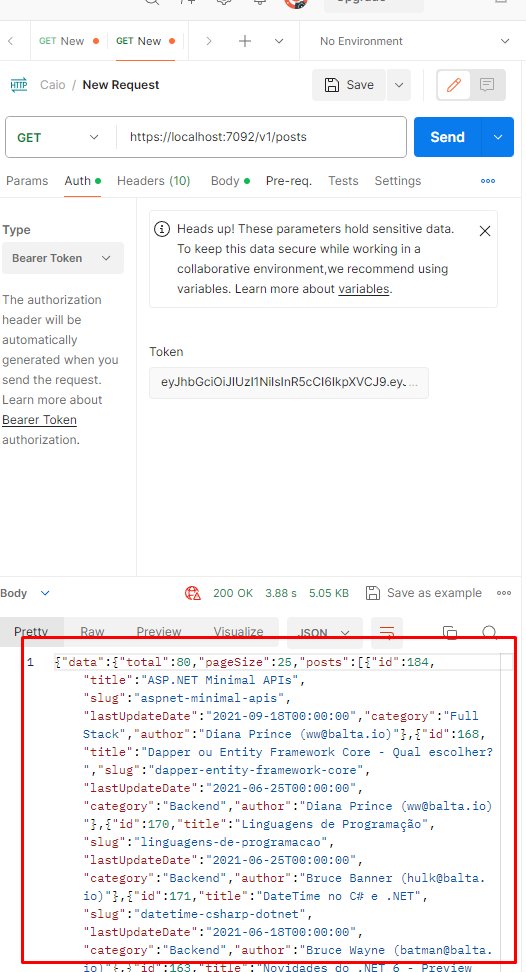 GET New
GET New
No Environment
HTTP Caio / New Request
Save
GET
https://localhost:7092/v1/posts
Send
Params Auth Headers (10) Body Pre-req. Tests Settings
Type
Bearer Token
The authorization
header will be
automatically
generated when you
send the request.
Learn more about
Bearer Token
authorization.
Heads up! These parameters hold sensitive data.
To keep this data secure while working in a
collaborative environment,we recommend using
variables. Learn more about variables.
Token
eyJhbGciOiJIUzI1NiIsInR5cCI6IkpXVCJ9.ey. ...
Body
200 OK 3.88 s 5.05 KB Save as example
Pretty Raw Preview Visualize JSON
1 {"data":{"total":80,"pageSize":25,"posts":[{"id":184,
"title":"ASP.NET Minimal APIs",
"slug":"aspnet-minimal-apis",
"lastUpdateDate":"2021-09-18T00:00:00","category":"Full
Stack","author":"Diana Prince (ww@balta.io)"},{"id":168,
"title":"Dapper ou Entity Framework Core - Qual escolher?
","slug":"dapper-entity-framework-core",
"lastUpdateDate":"2021-06-25T00:00:00",
"category":"Backend","author":"Diana Prince (ww@balta.io)
"},{"id":170,"title":"Linguagens de Programação",
"slug":"linguagens-de-programacao",
"lastUpdateDate":"2021-06-25T00:00:00",
"category":"Backend","author":"Bruce Banner (hulk@balta.
io)"},{"id":171,"title":"DateTime no C# e .NET",
"slug":"datetime-csharp-dotnet",
"lastUpdateDate":"2021-06-18T00:00:00",
"category":"Backend","author":"Bruce Wayne (batman@balta.
io)"},{"id":163,"title":"Novidades do .NET 6 - Preview